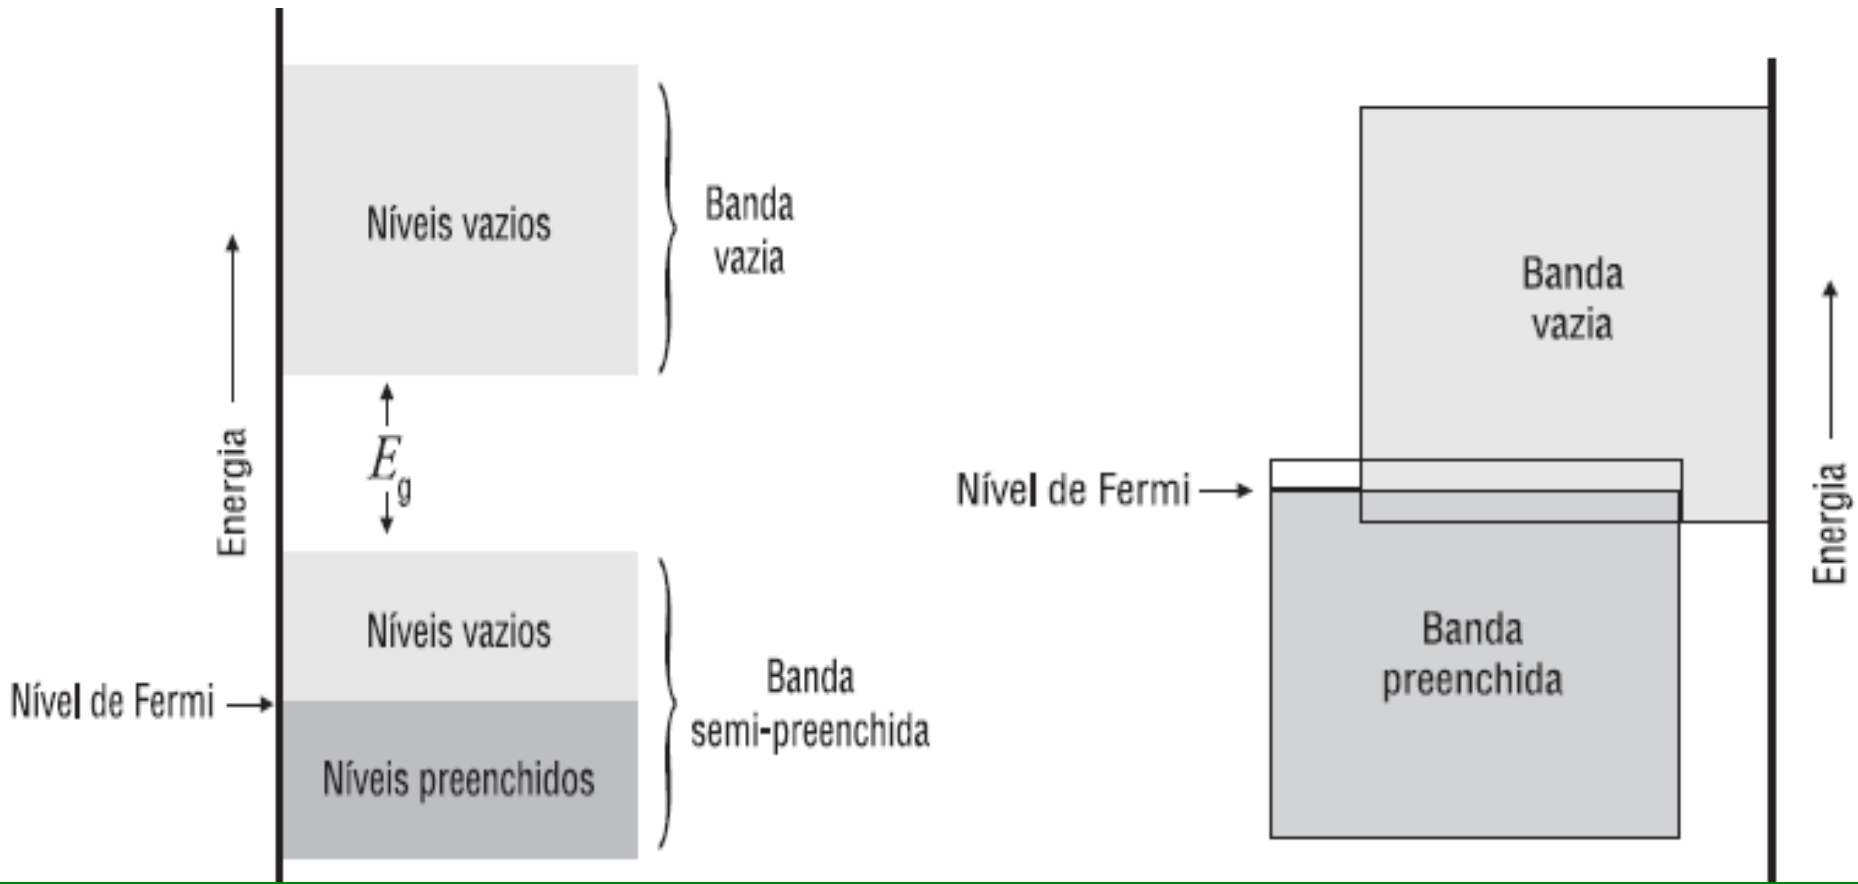 Níveis vazios
Banda
vazia
Energia
E
g
Níveis vazios
Banda
semi-preenchida
Nível de Fermi
Níveis preenchidos
Banda
vazia
Nível de Fermi
Energia
Banda
preenchida